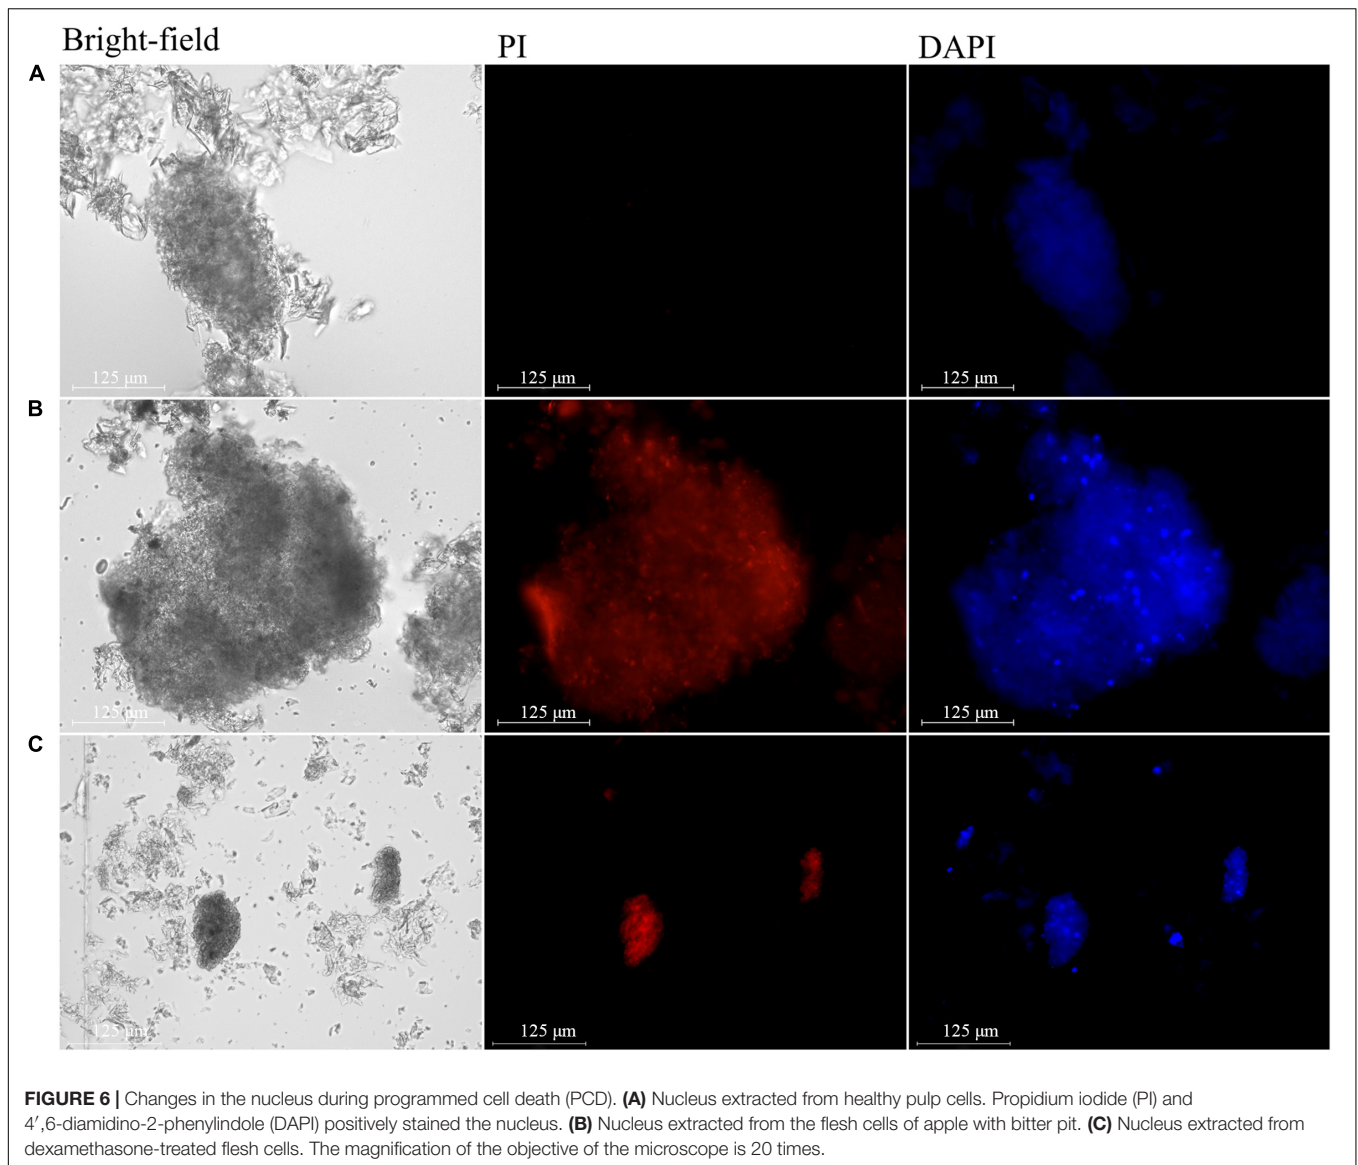 Bright-field
PI
DAPI
A
125 μm
125 μm
125 μm
B
125 μm
125 μm
125 μm
C
125 μm
125 μm
125 μm
FIGURE 6 | Changes in the nucleus during programmed cell death (PCD). (A) Nucleus extracted from healthy pulp cells. Propidium iodide (PI) and
4′,6-diamidino-2-phenylindole (DAPI) positively stained the nucleus. (B) Nucleus extracted from the flesh cells of apple with bitter pit. (C) Nucleus extracted from
dexamethasone-treated flesh cells. The magnification of the objective of the microscope is 20 times.